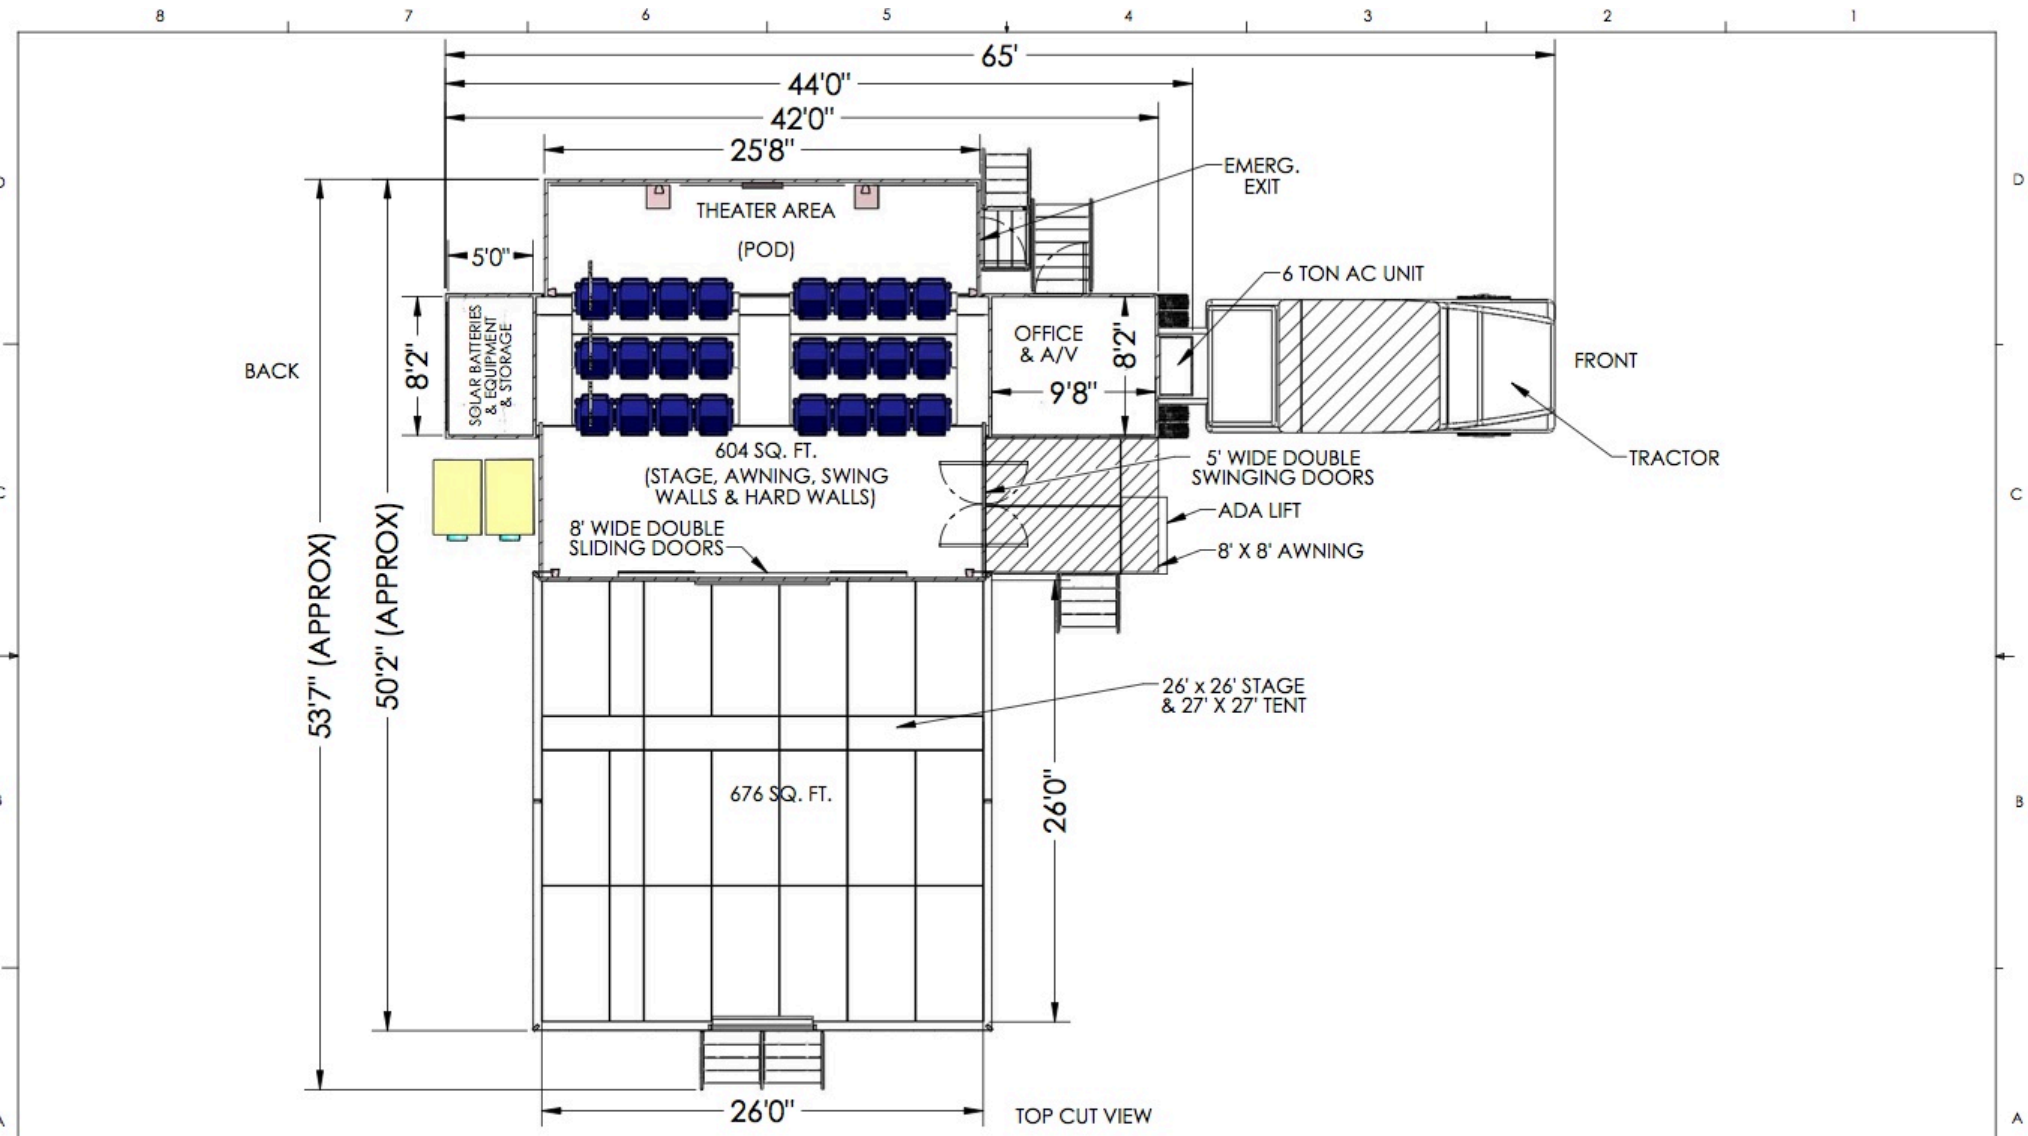 8 7 6 5 4 3 2 1
65'
44'0"
42'0"
25'8"
EMERG.
EXIT
D
THEATER AREA
(POD)
5'0"
6 TON AC UNIT
SOLAR BATTERIES
& EQUIPMENT
& STORAGE
8'2"
OFFICE
& A/V
8'2"
9'8"
BACK
FRONT
TRACTOR
604 SQ. FT.
(STAGE, AWNING, SWING
WALLS & HARD WALLS)
5' WIDE DOUBLE
SWINGING DOORS
C
8' WIDE DOUBLE
SLIDING DOORS
ADA LIFT
8' X 8' AWNING
53'7" (APPROX)
50'2" (APPROX)
26' x 26' STAGE
& 27' X 27' TENT
676 SQ. FT.
26'0"
B
26'0"
TOP CUT VIEW
A